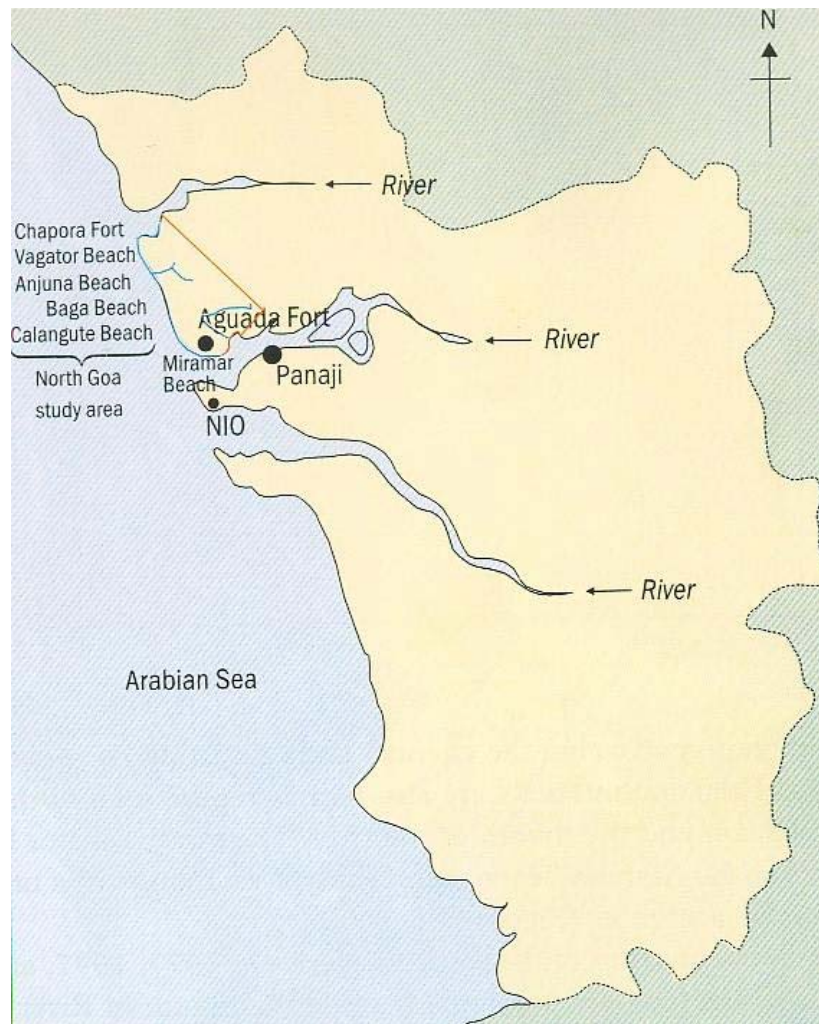 N
River
Chapora Fort
Vagator Beach
Anjuna Beach
Baga Beach
Calangute Beach
North Goa
study area
Aguada Fort
Miramar
Beach
Panaji
NIO
River
River
Arabian Sea